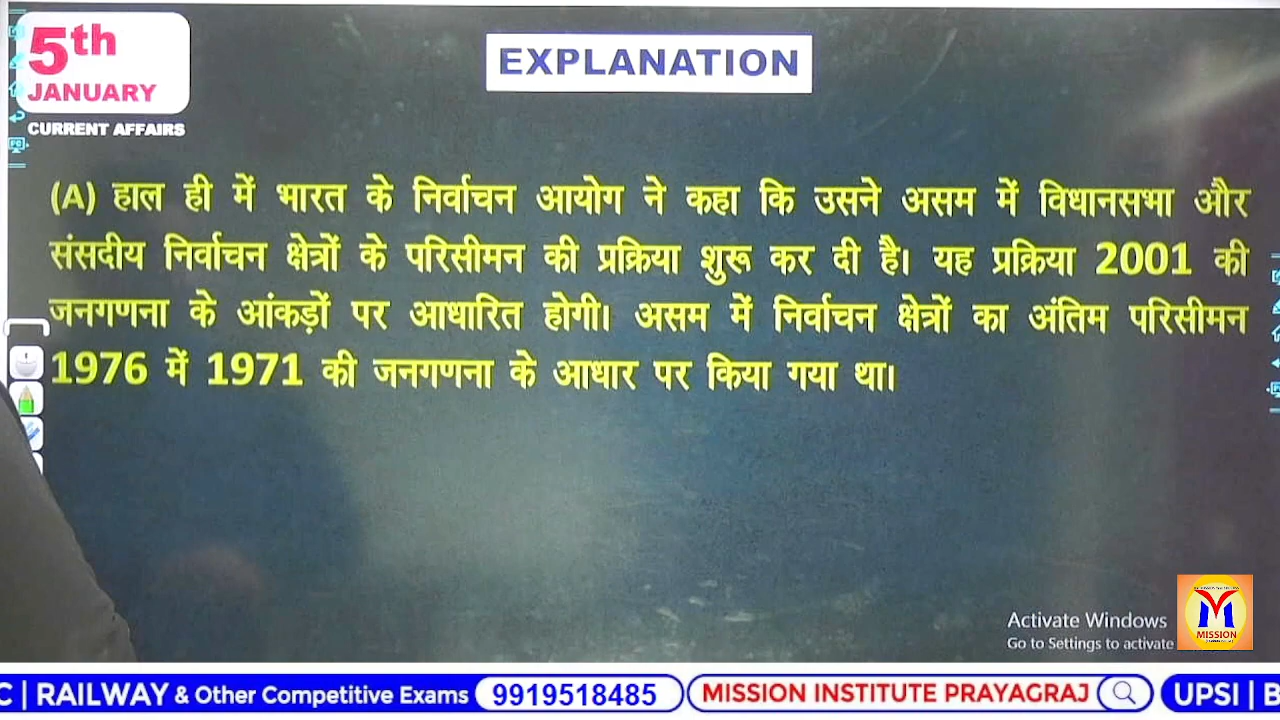 5th
JANUARY
CURRENT AFFAIRS
EXPLANATION
(A) हाल ही में भारत के निर्वाचन आयोग ने कहा कि उसने असम में विधानसभा और
संसदीय निर्वाचन क्षेत्रों के परिसीमन की प्रक्रिया शुरू कर दी है। यह प्रक्रिया 2001 की
जनगणना के आंकड़ों पर आधारित होगी। असम में निर्वाचन क्षेत्रों का अंतिम परिसीमन
1976 में 1971 की जनगणना के आधार पर किया गया था।
Activate Windows
Go to Settings to activate
MISSION
C | RAILWAY & Other Competitive Exams 9919518485 MISSION INSTITUTE PRAYAGRAJ UPSI | B